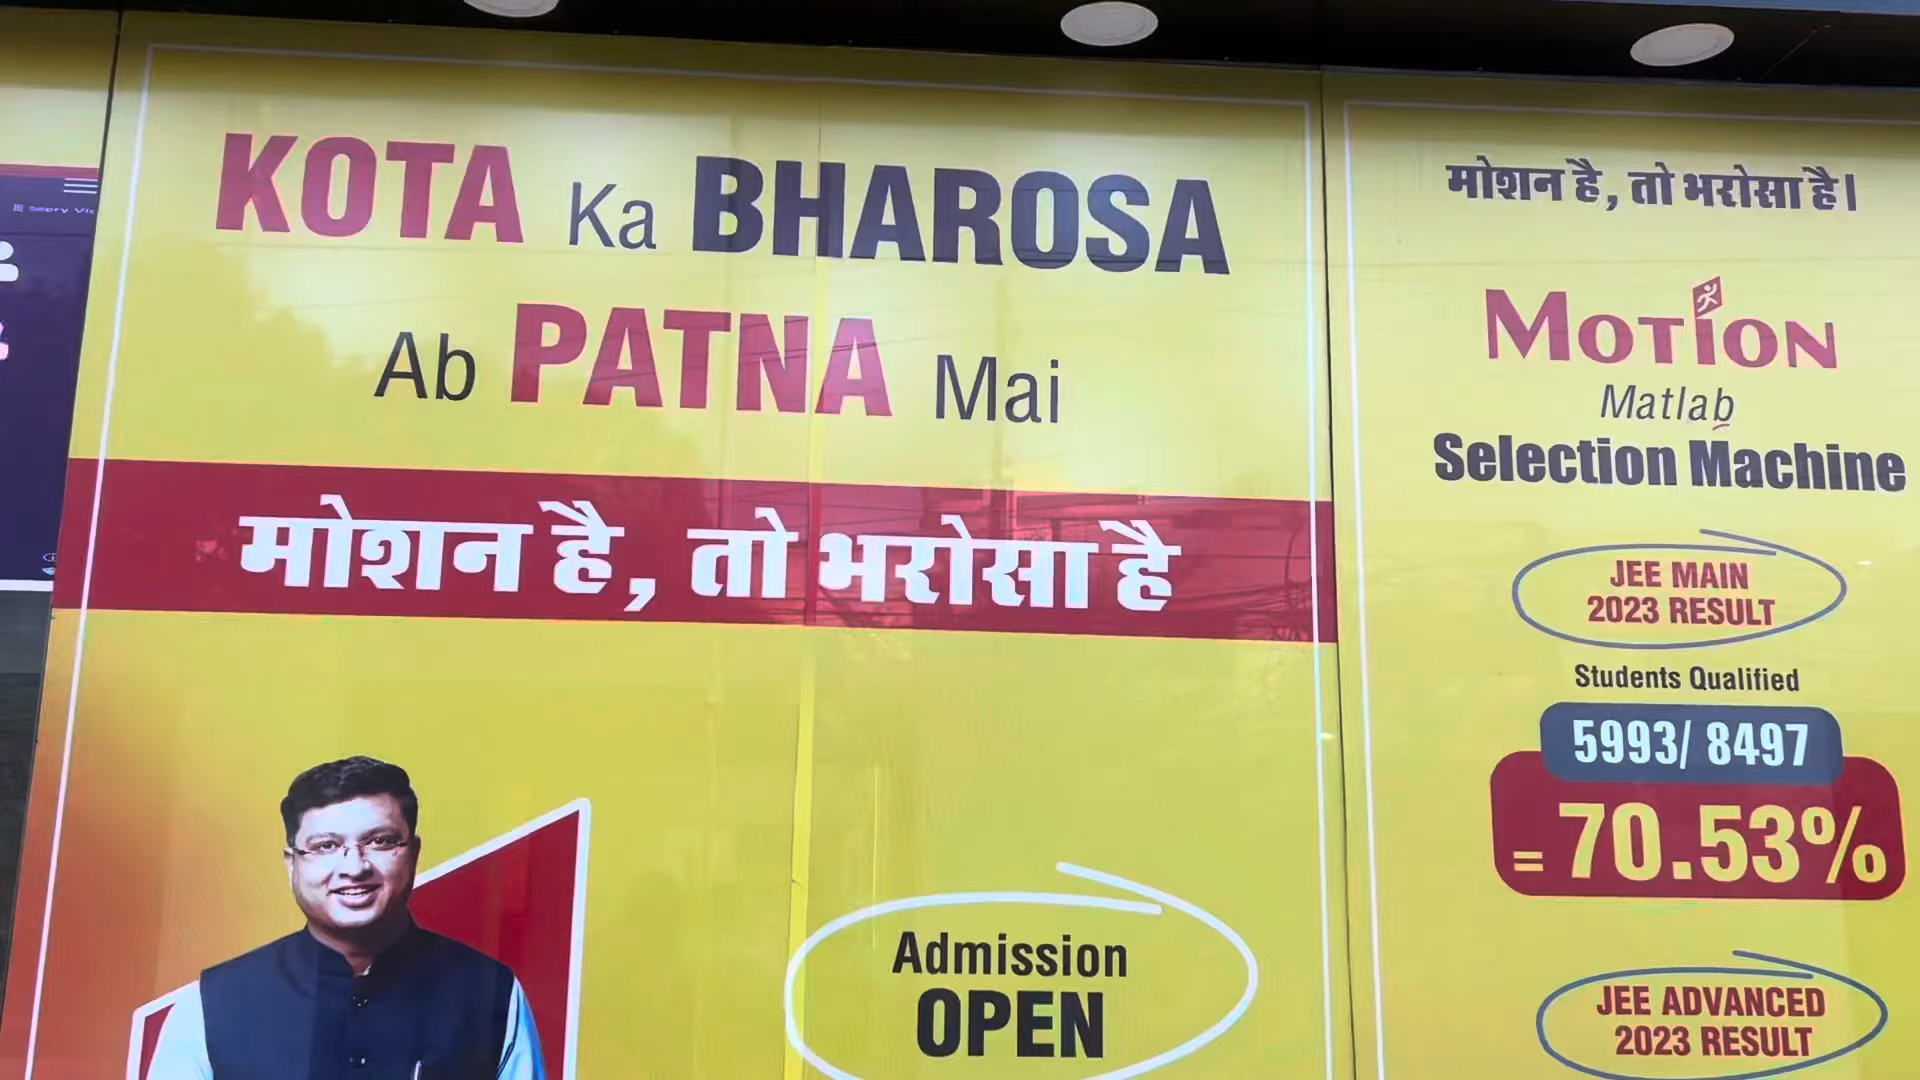 KOTA Ka BHAROSA
Ab PATNA Mai
मोशन है, तो भरोसा है
Admission
OPEN
मोशन है, तो भरोसा है।
MOTION
Matlab
Selection Machine
JEE MAIN
2023 RESULT
Students Qualified
5993/ 8497
= 70.53%
JEE ADVANCED
2023 RESULT